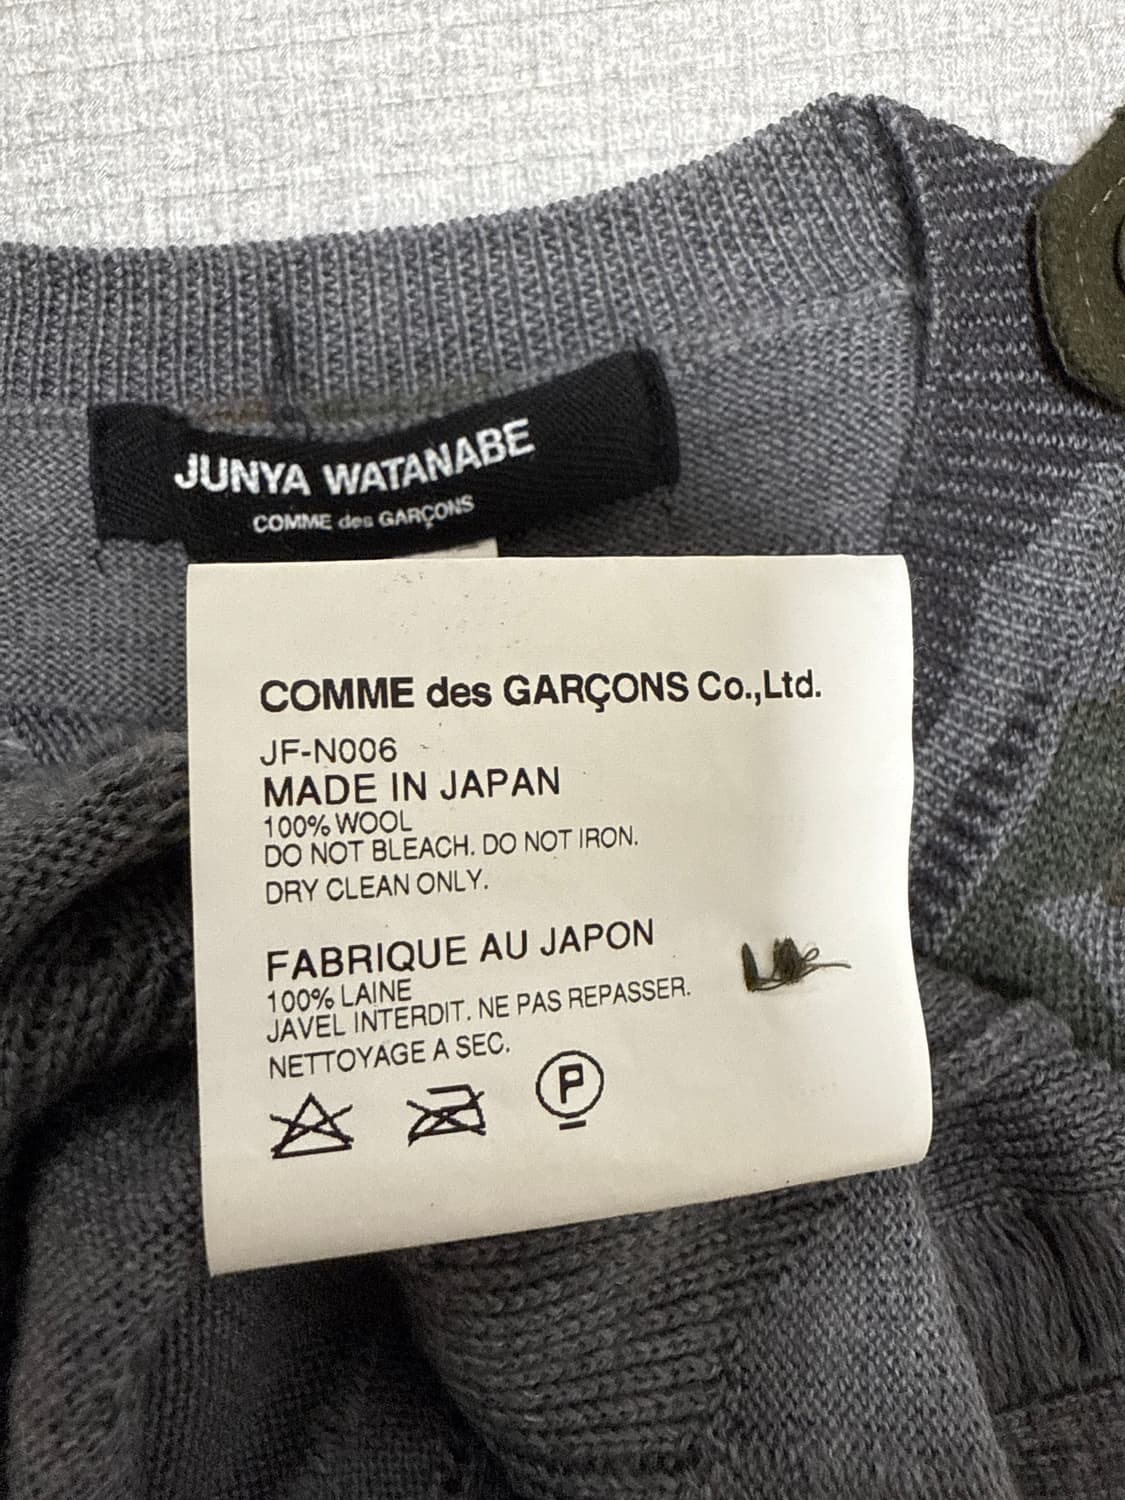 JUNYA WATANABE
COMME des GARÇONS
COMME des GARÇONS Co.,Ltd.
JF-N006
MADE IN JAPAN
100% WOOL
DO NOT BLEACH. DO NOT IRON.
DRY CLEAN ONLY.
FABRIQUE AU JAPON
100% LAINE
JAVEL INTERDIT. NE PAS REPASSER.
NETTOYAGE A SEC.
P